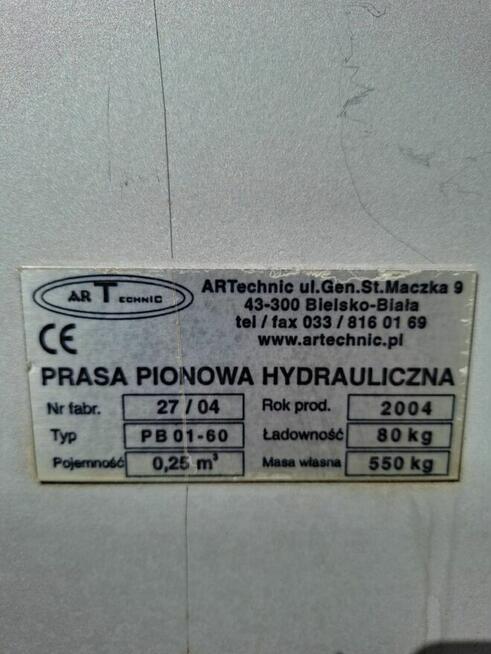 AR TECHNIC
ARTechnic ul.Gen.St.Maczka 9
43-300 Bielsko-Biała
tel / fax 033 / 816 01 69
www.artechnic.pl
CE
PRASA PIONOWA HYDRAULICZNA
Nr fabr. 27 / 04 Rok prod. 2004
Typ PB 01-60 Ładowność 80 kg
Pojemność 0,25 m³ Masa własna 550 kg